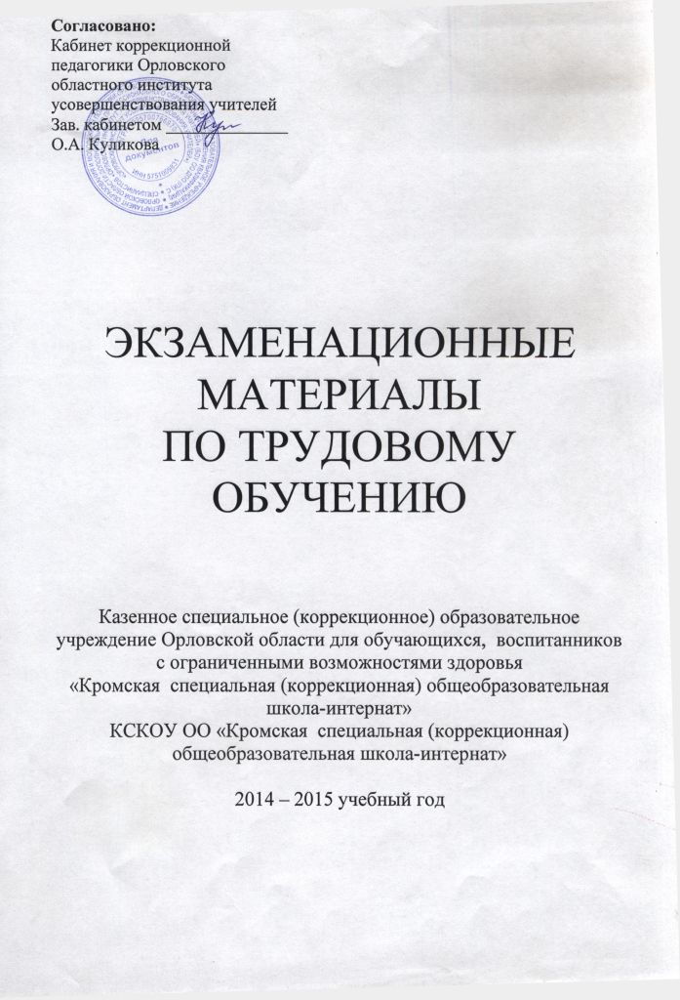 Согласовано:
Кабинет коррекционной
педагогики Орловского
областного института
усовершенствования учителей
Зав. кабинетом
О.А. Куликова
Для
документов
ЭКЗАМЕНАЦИОННЫЕ
МАТЕРИАЛЫ
ПО ТРУДОВОМУ
ОБУЧЕНИЮ
Казенное специальное (коррекционное) образовательное
учреждение Орловской области для обучающихся, воспитанников
с ограниченными возможностями здоровья
«Кромская специальная (коррекционная) общеобразовательная
школа-интернат»
КСКОУ ОО «Кромская специальная (коррекционная)
общеобразовательная школа-интернат»
2014 – 2015 учебный год